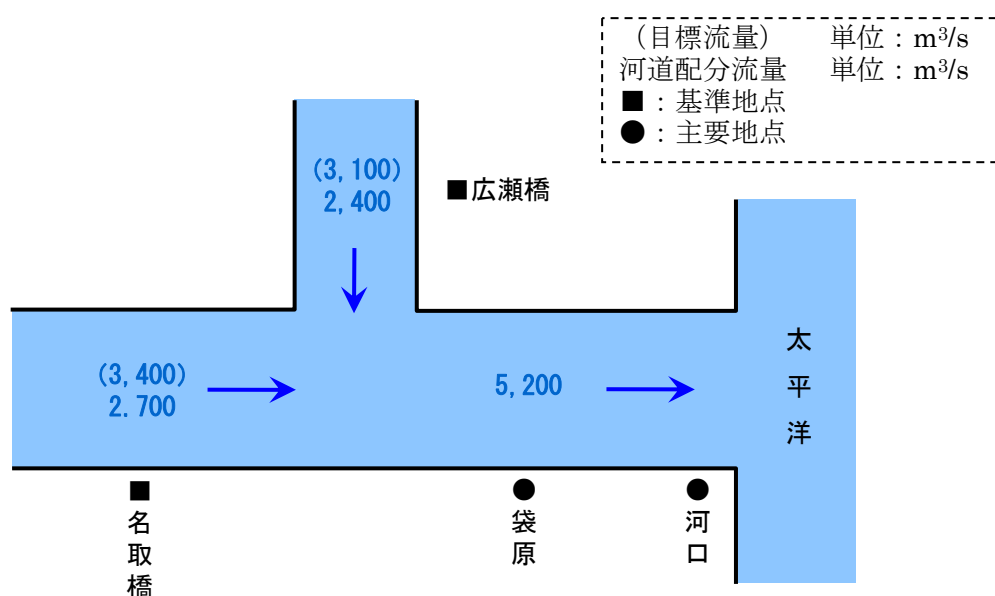 （目標流量） 単位：m³/s
河道配分流量 単位：m³/s
■：基準地点
●：主要地点
(3,100)
2,400
■広瀬橋
(3,400)
2.700
5,200
太平洋
■
名取橋
●
袋原
●
河口